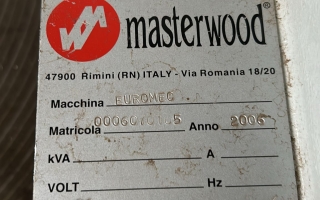 masterwood®
47900 Rimini (RN) ITALY - Via Romania 18/20
Macchina EUROMEC
Matricola Anno 2006
kVA A
VOLT Hz